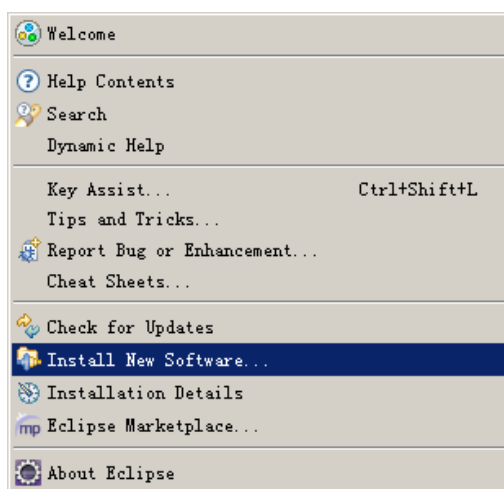 Welcome
Help Contents
Search
Dynamic Help
Key Assist... Ctrl+Shift+L
Tips and Tricks...
Report Bug or Enhancement...
Cheat Sheets...
Check for Updates
Install New Software...
Installation Details
mp Eclipse Marketplace...
About Eclipse